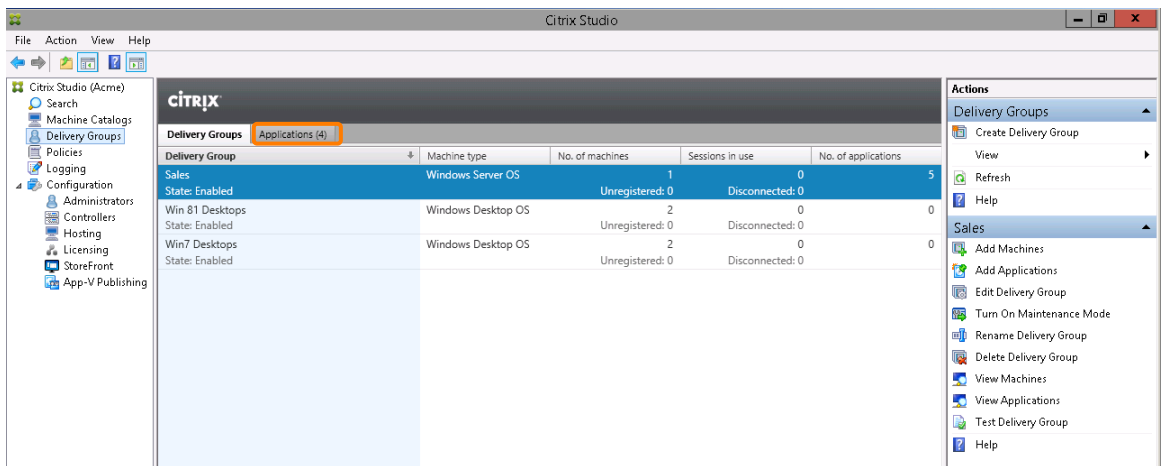 Citrix Studio
File Action View Help
Citrix Studio (Acme)
Search
Machine Catalogs
Delivery Groups
Policies
Logging
Configuration
Administrators
Controllers
Hosting
Licensing
StoreFront
App-V Publishing
CITRIX
Delivery Groups Applications (4)
Delivery Group Machine type No. of machines Sessions in use No. of applications
Sales Windows Server OS 1 0 5
State: Enabled Unregistered: 0 Disconnected: 0
Win 81 Desktops Windows Desktop OS 2 0 0
State: Enabled Unregistered: 0 Disconnected: 0
Win7 Desktops Windows Desktop OS 2 0 0
State: Enabled Unregistered: 0 Disconnected: 0
Actions
Delivery Groups
Create Delivery Group
View
Refresh
Help
Sales
Add Machines
Add Applications
Edit Delivery Group
Turn On Maintenance Mode
Rename Delivery Group
Delete Delivery Group
View Machines
View Applications
Test Delivery Group
Help